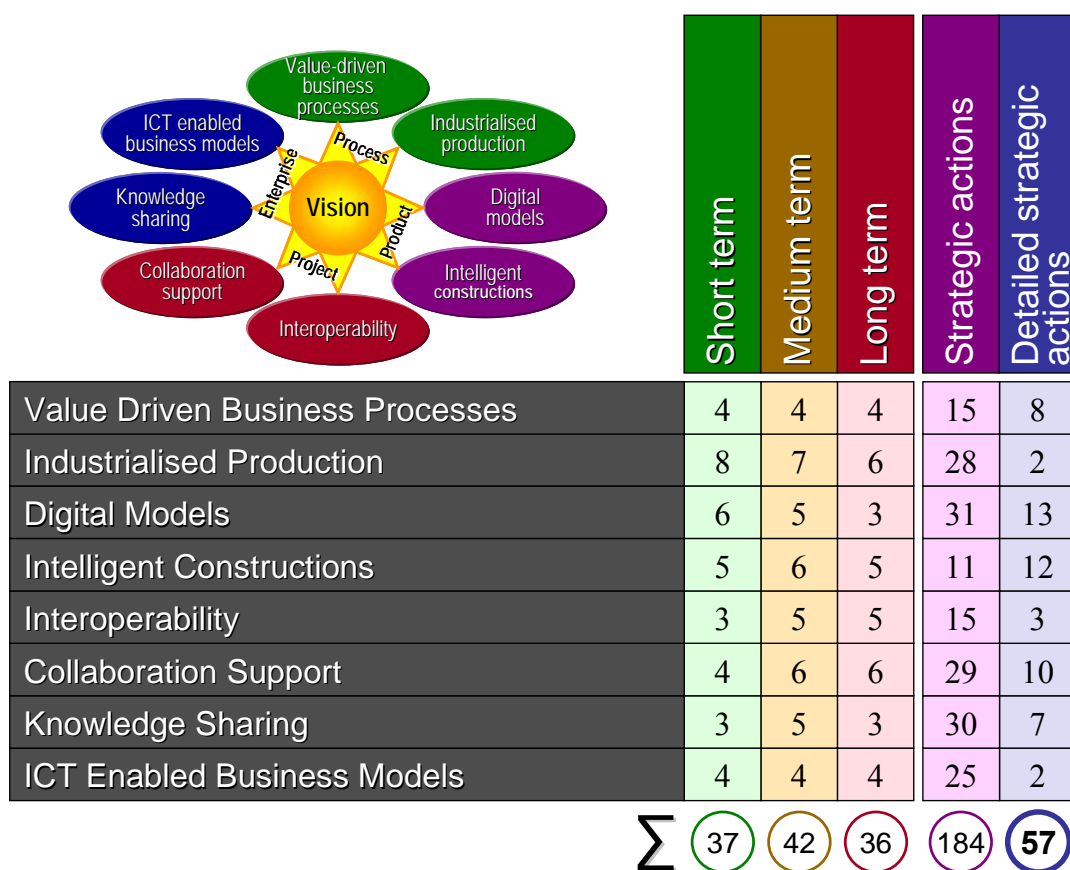 Value-driven
business
processes
ICT enabled
business models
Industrialised
production
Knowledge
sharing
Digital
models
Collaboration
support
Intelligent
constructions
Interoperability
Process
Enterprise
Vision
Product
Project
Short term
Medium term
Long term
Strategic actions
Detailed strategic
actions
Value Driven Business Processes 4 4 4 15 8
Industrialised Production 8 7 6 28 2
Digital Models 6 5 3 31 13
Intelligent Constructions 5 6 5 11 12
Interoperability 3 5 5 15 3
Collaboration Support 4 6 6 29 10
Knowledge Sharing 3 5 3 30 7
ICT Enabled Business Models 4 4 4 25 2
Σ 37 42 36 184 57